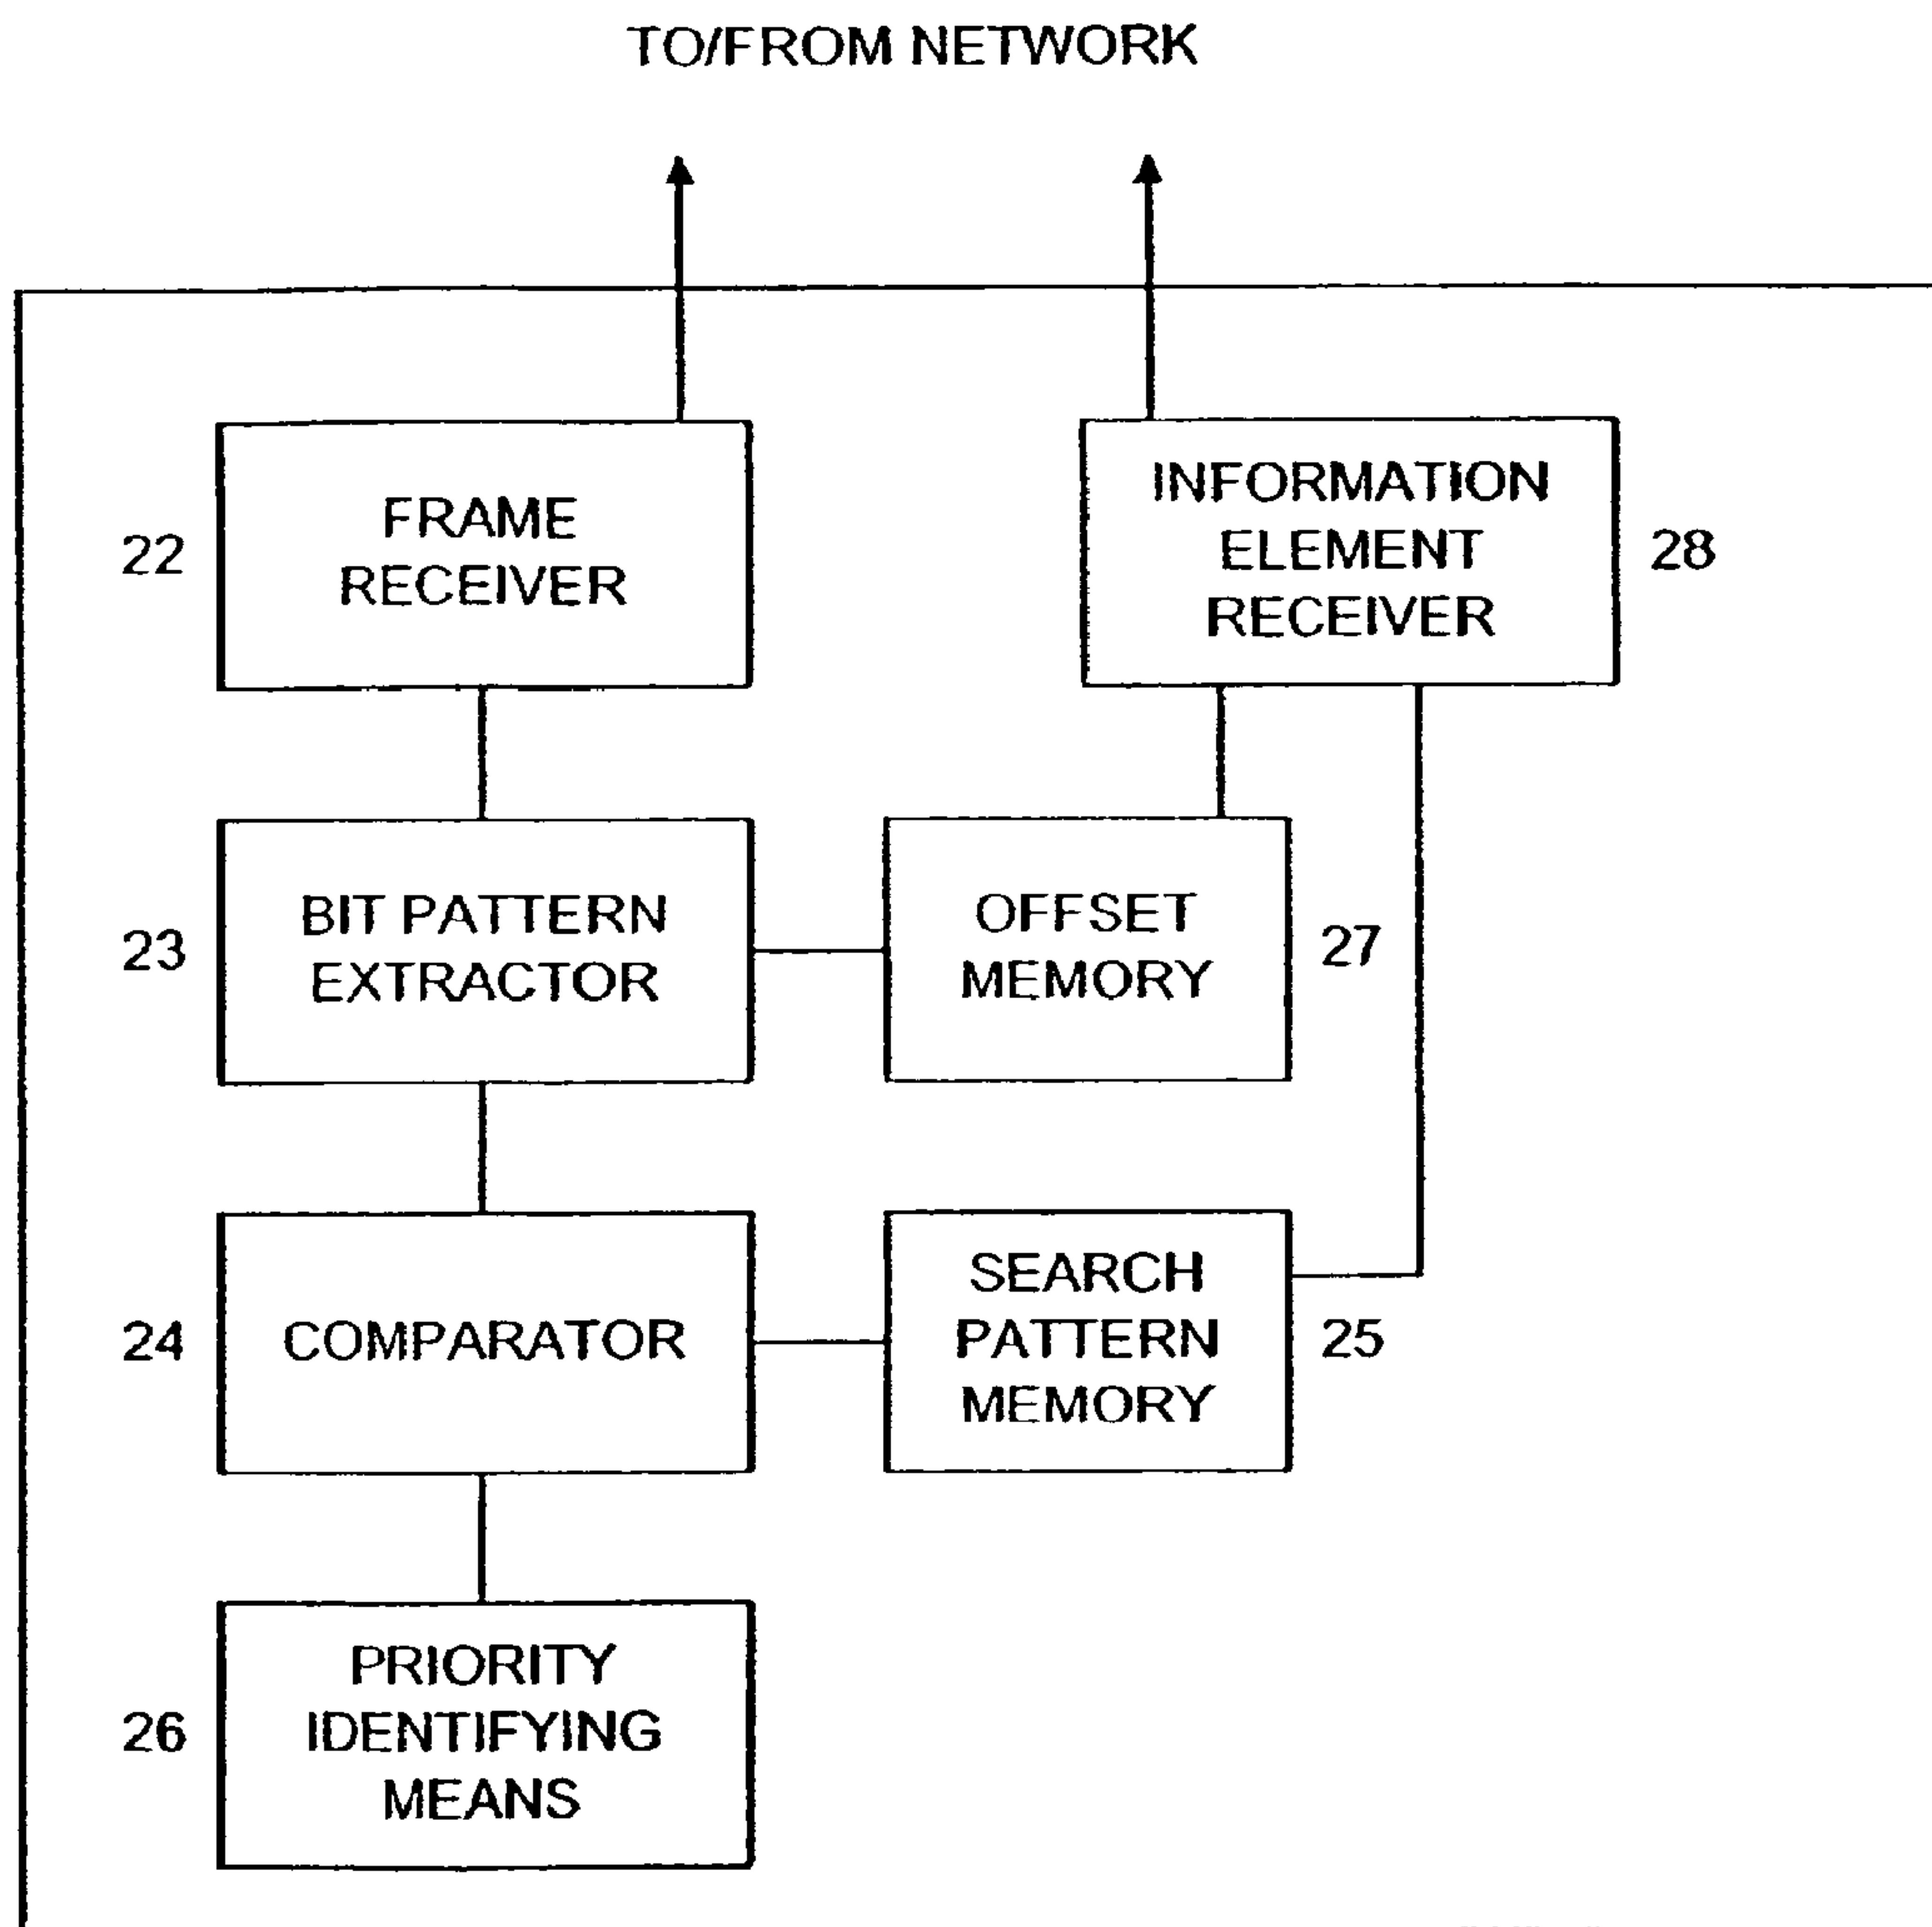 TO/FROM NETWORK
22
FRAME
RECEIVER
INFORMATION
ELEMENT
RECEIVER
28
23
BIT PATTERN
EXTRACTOR
OFFSET
MEMORY
27
24
COMPARATOR
SEARCH
PATTERN
MEMORY
25
26
PRIORITY
IDENTIFYING
MEANS